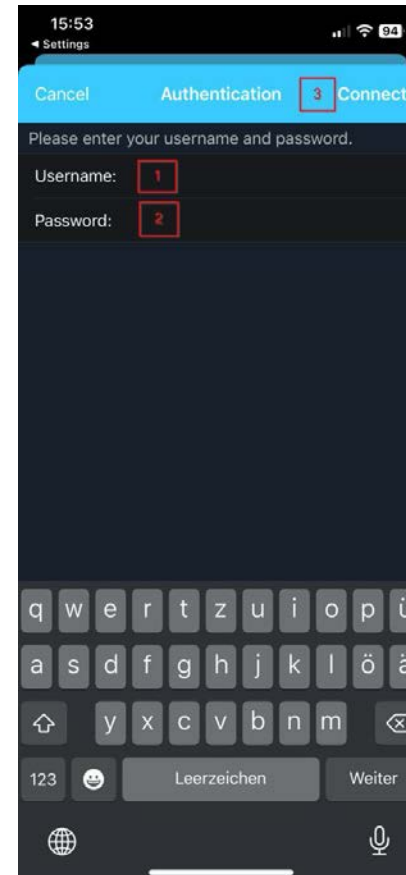 15:53
94
◄ Settings
Cancel Authentication 3 Connect
Please enter your username and password.
Username: 1
Password: 2
q w e r t z u i o p ü
a s d f g h j k l ö ä
y x c v b n m
123 Leerzeichen Weiter